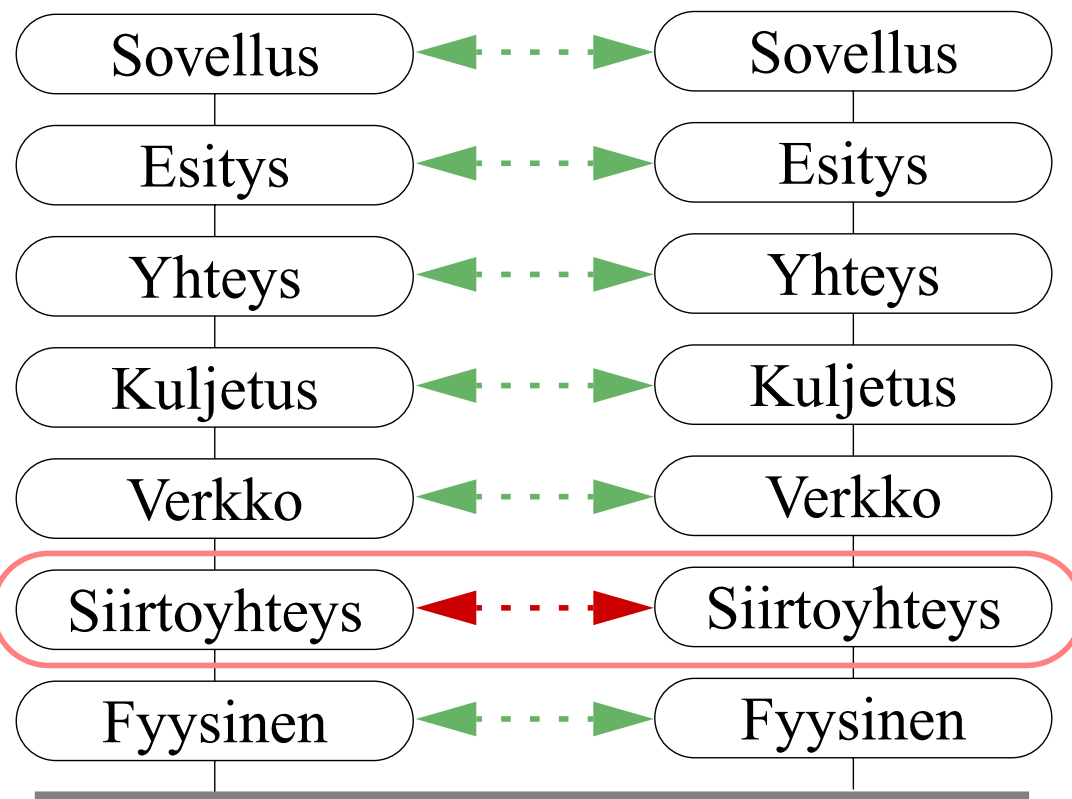 Sovellus Sovellus
Esitys Esitys
Yhteys Yhteys
Kuljetus Kuljetus
Verkko Verkko
Siirtoyhteys Siirtoyhteys
Fyysinen Fyysinen